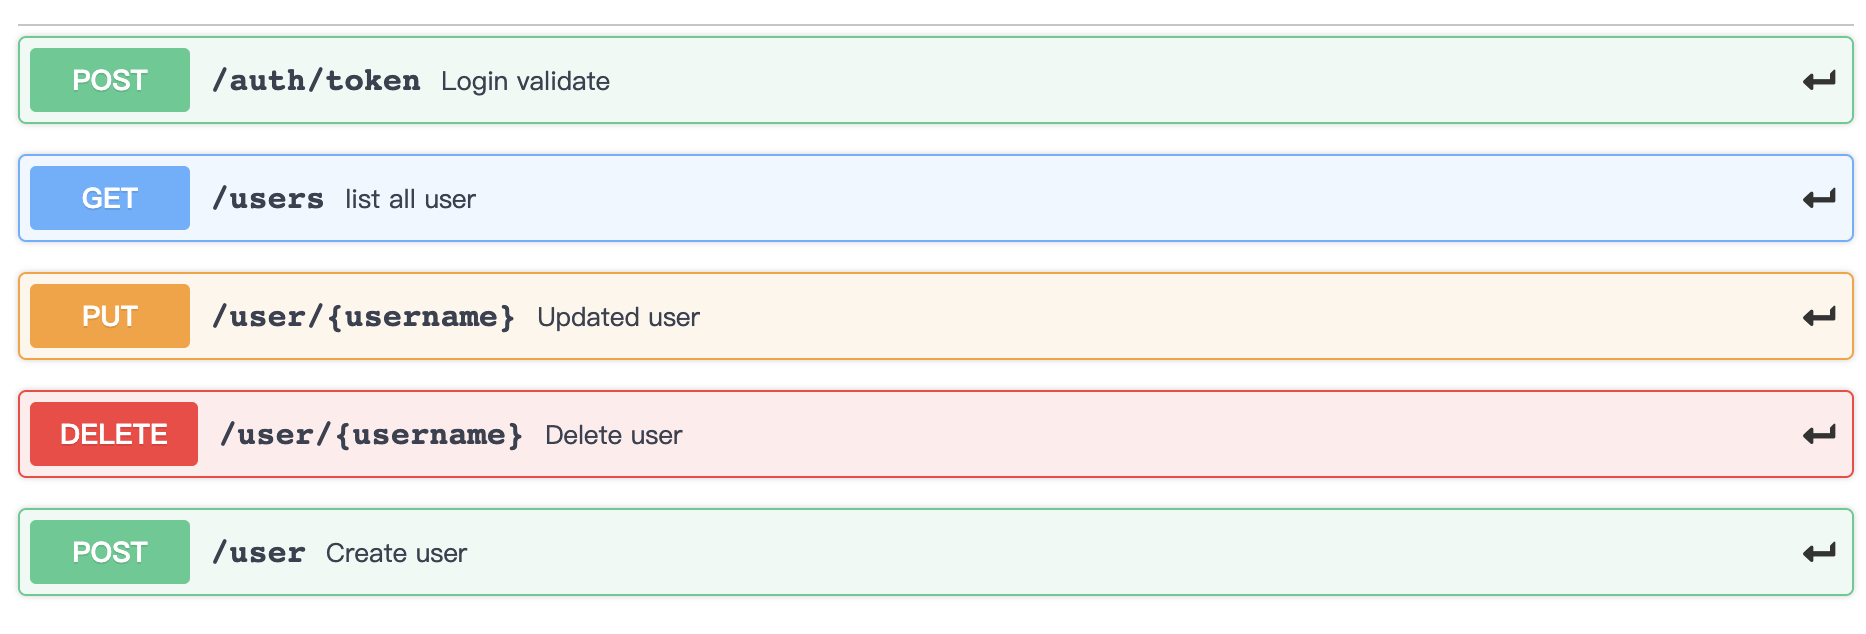 POST /auth/token Login validate
GET /users list all user
PUT /user/{username} Updated user
DELETE /user/{username} Delete user
POST /user Create user